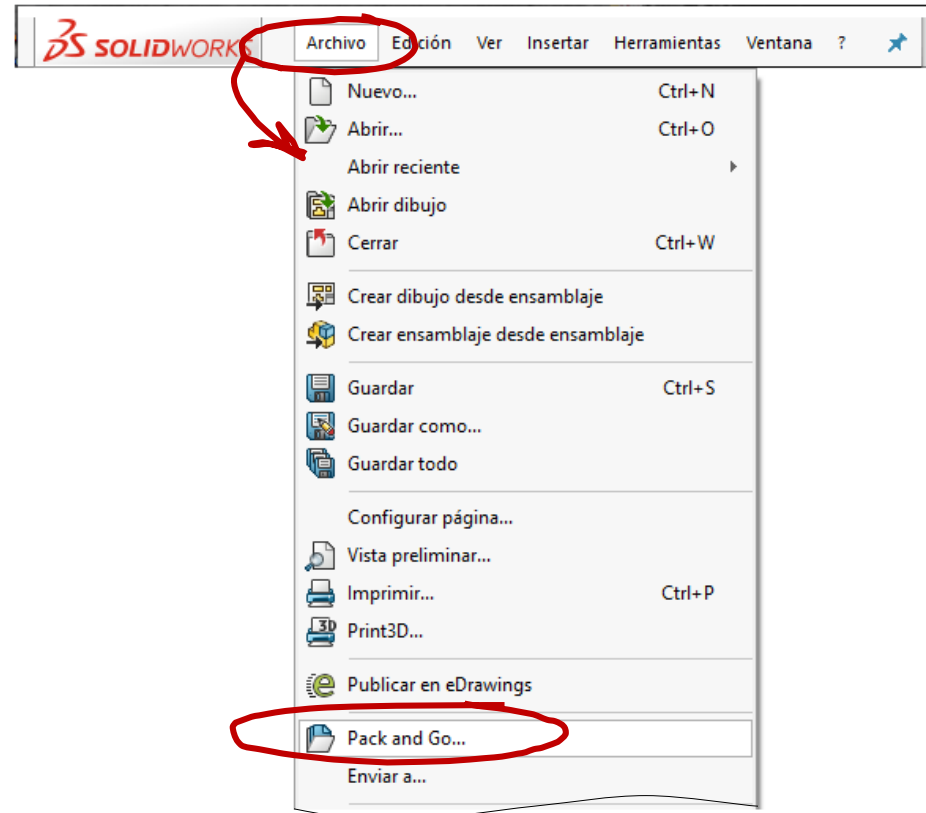 SOLIDWORKS Archivo Edición Ver Insertar Herramientas Ventana ?
Nuevo... Ctrl+N
Abrir... Ctrl+O
Abrir reciente
Abrir dibujo
Cerrar Ctrl+W
Crear dibujo desde ensamblaje
Crear ensamblaje desde ensamblaje
Guardar Ctrl+S
Guardar como...
Guardar todo
Configurar página...
Vista preliminar...
Imprimir... Ctrl+P
3D Print3D...
Publicar en eDrawings
Pack and Go...
Enviar a...